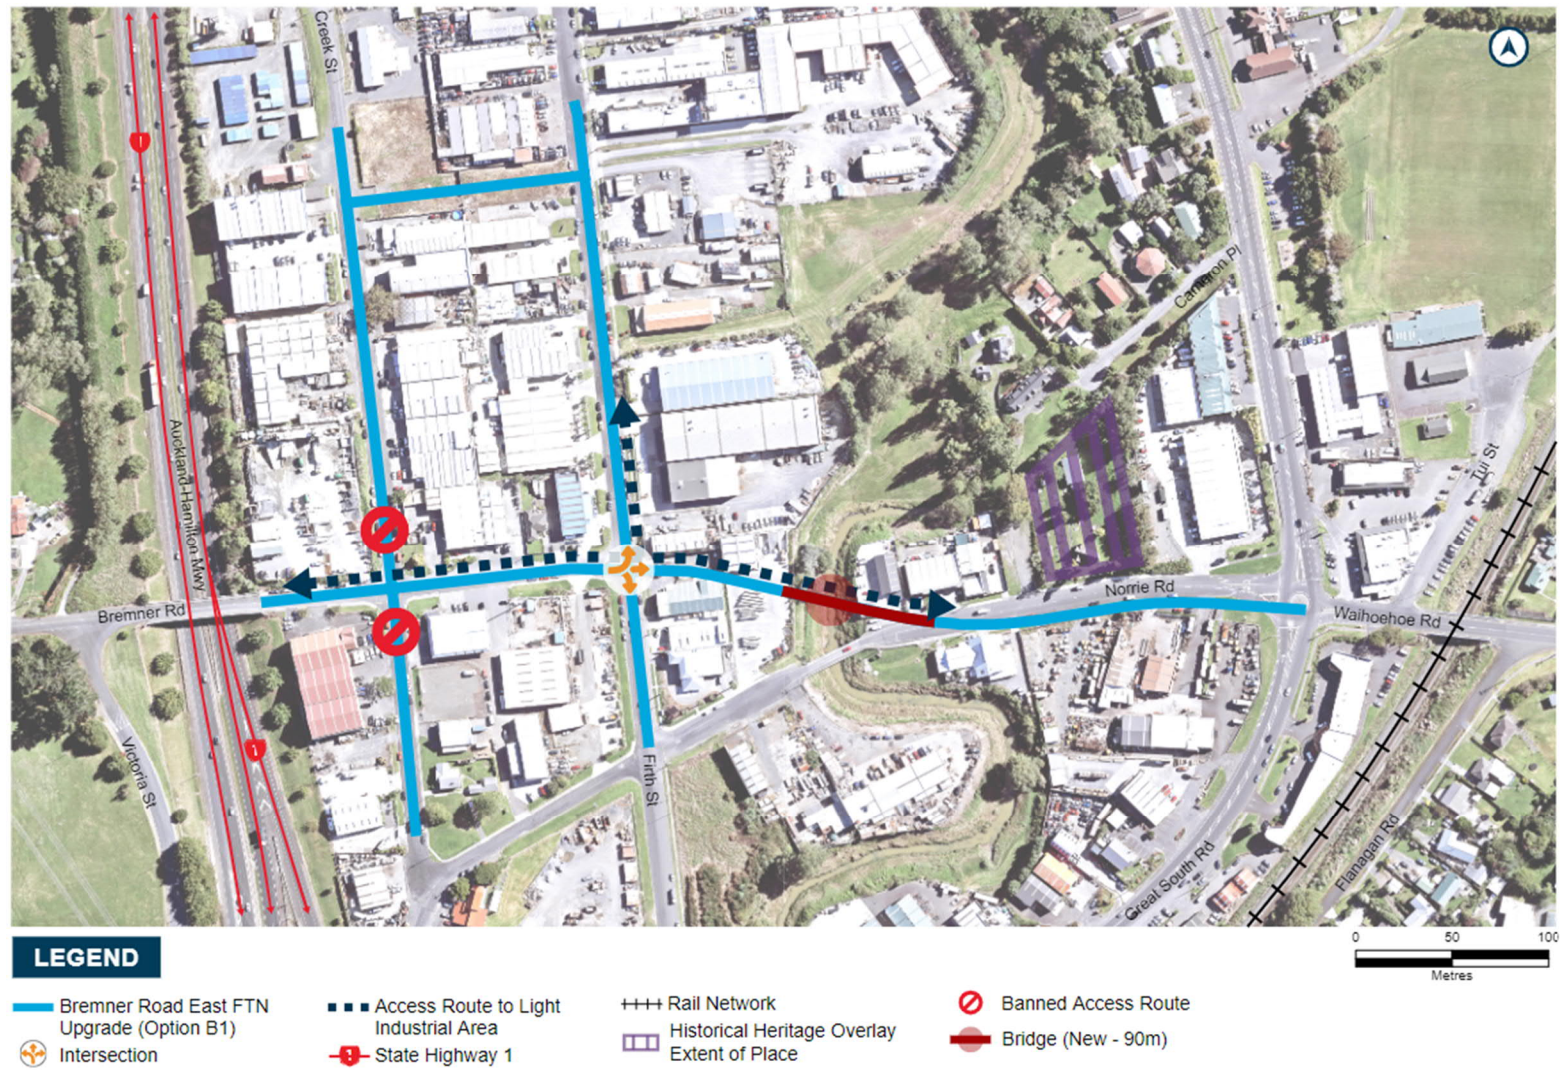 Creek St
1
Cameron Pl
Auckland-Hamilton Mwy
Tui St
Bremner Rd
Norrie Rd
Waihoehoe Rd
1
Victoria St
Firth St
Great South Rd
Flanagan Rd
LEGEND
0 50 100
Metres
Bremner Road East FTN
Upgrade (Option B1)
Intersection
Access Route to Light
Industrial Area
1 State Highway 1
Rail Network
Historical Heritage Overlay
Extent of Place
Banned Access Route
Bridge (New - 90m)